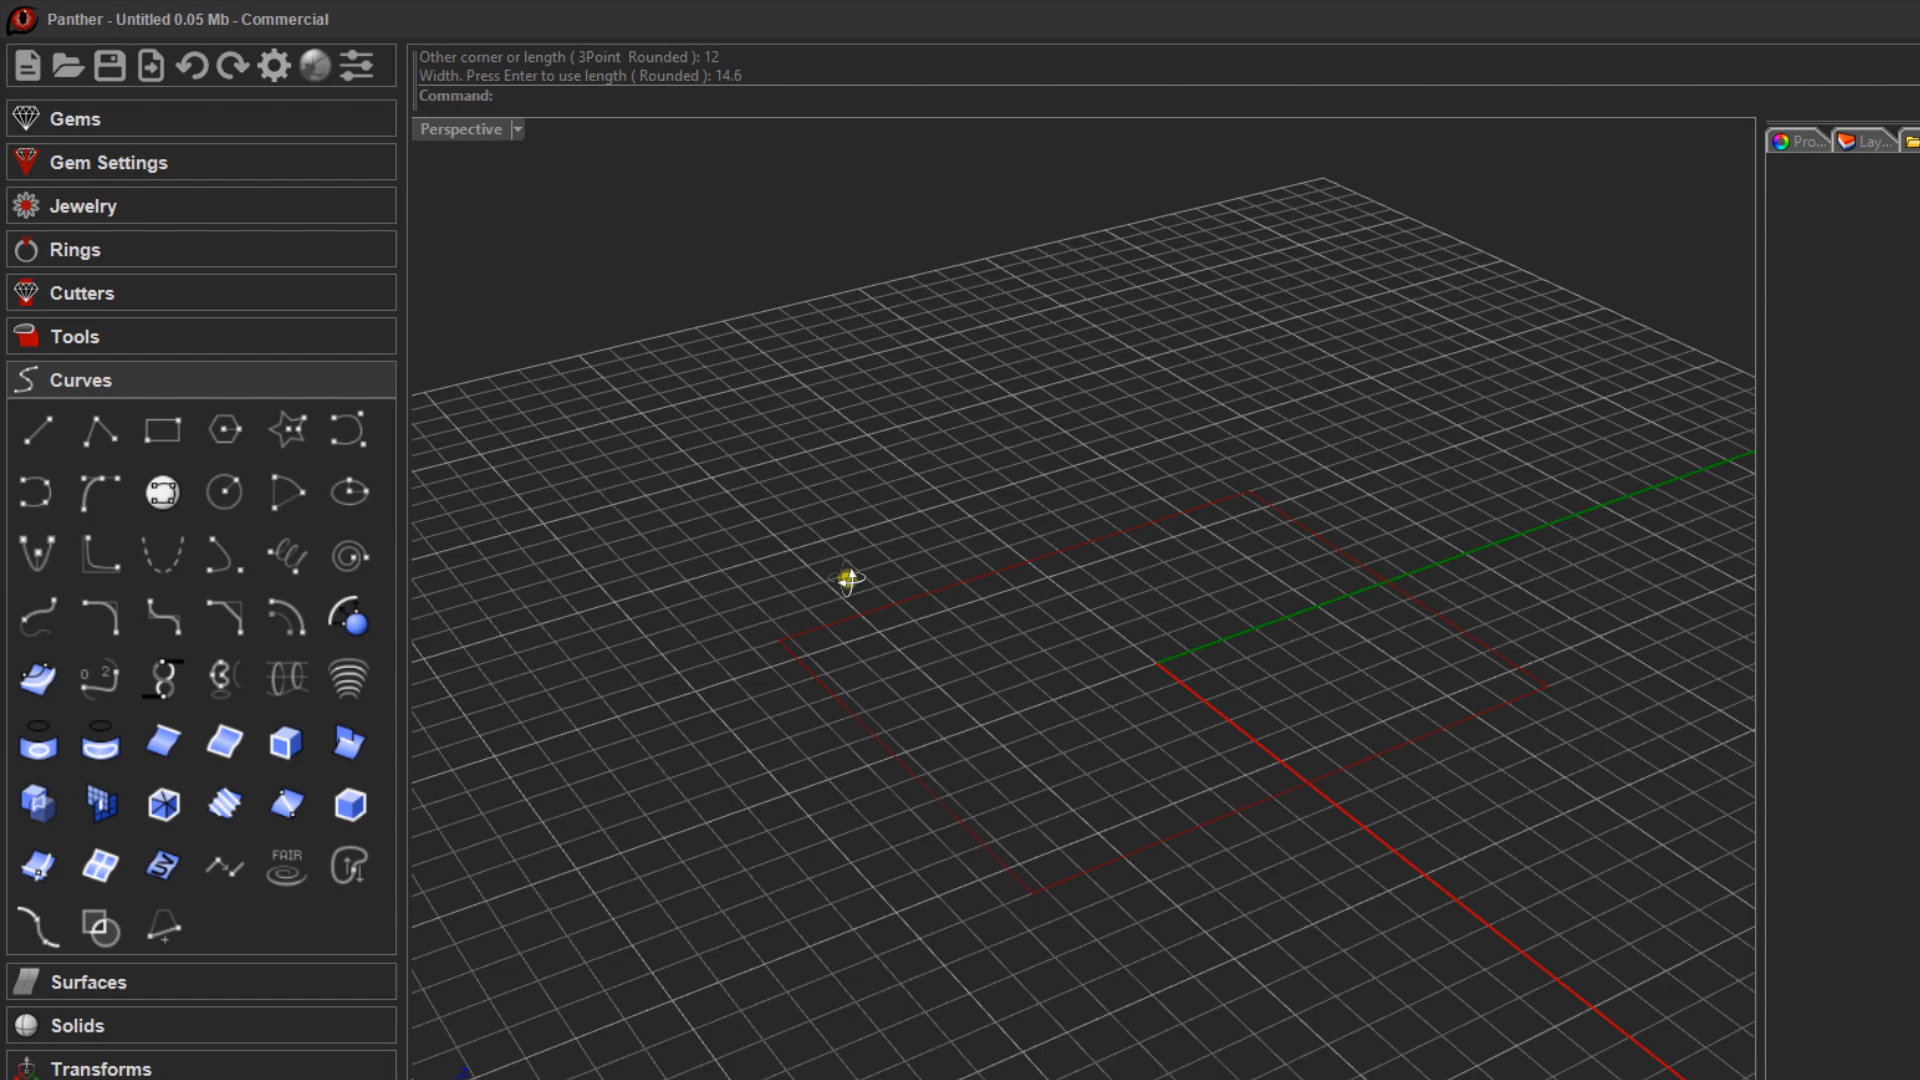 Panther - Untitled 0.05 Mb - Commercial
Other corner or length ( 3Point  Rounded ): 12
Width. Press Enter to use length ( Rounded ): 14.6
Command:
Perspective
Pro...
Lay...
Gems
Gem Settings
Jewelry
Rings
Cutters
Tools
Curves
0 2
FAIR
Surfaces
Solids
Transforms